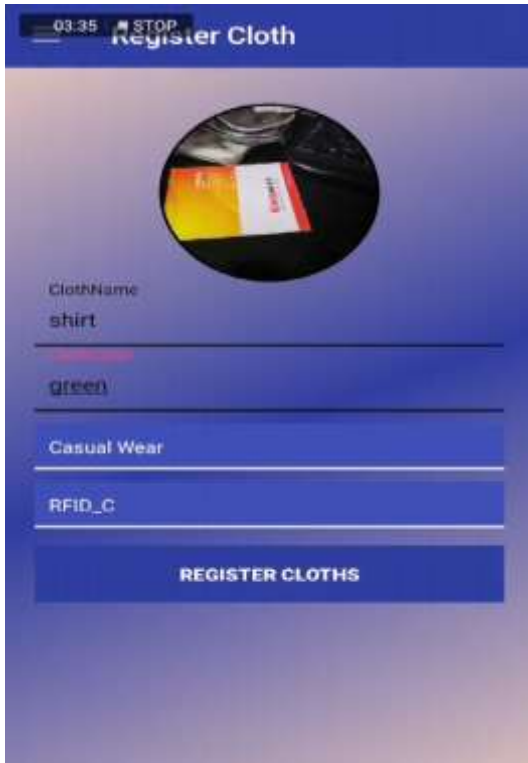 03:35 STOP
Register Cloth
ClothName
shirt
green
Casual Wear
RFID_C
REGISTER CLOTHS